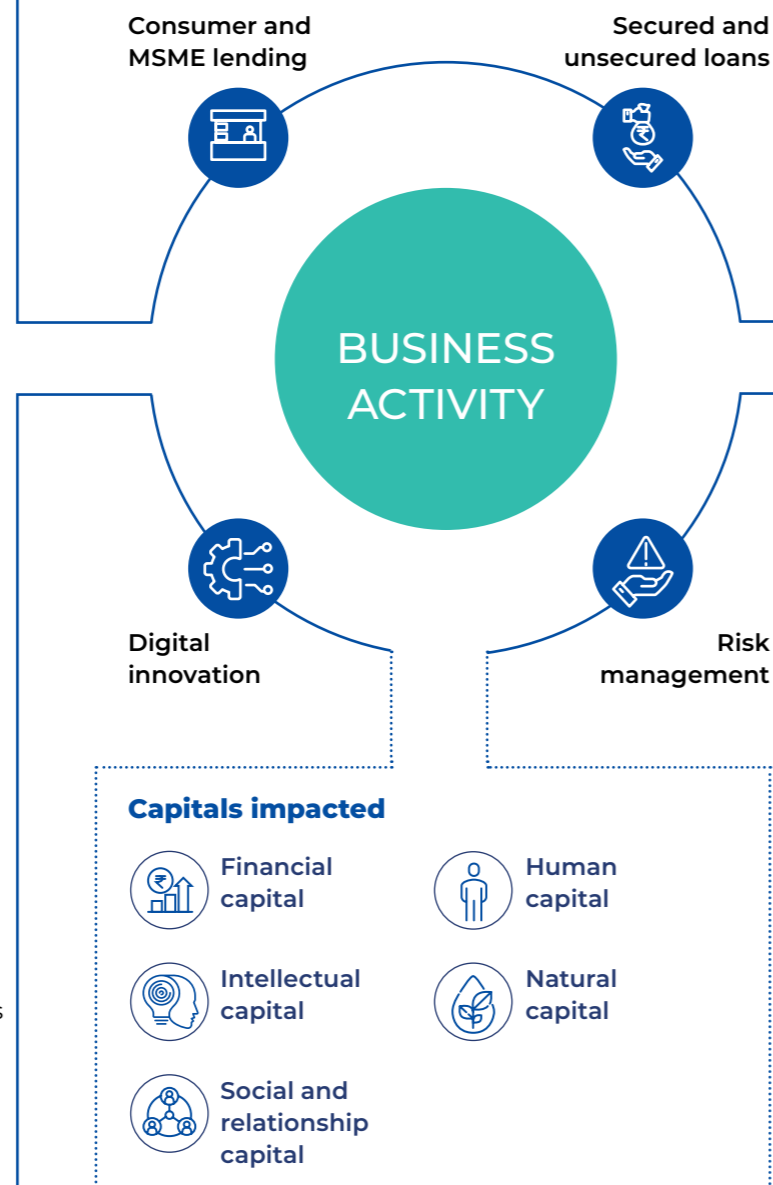 Consumer and
MSME lending
Secured and
unsecured loans
₹
BUSINESS
ACTIVITY
Digital
innovation
Risk
management
Capitals impacted
₹
Financial
capital
Human
capital
Intellectual
capital
Natural
capital
s
Social and
relationship
capital